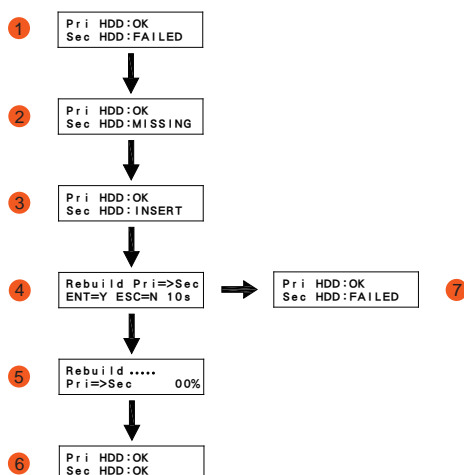 1
Pri HDD:OK
Sec HDD:FAILED
2
Pri HDD:OK
Sec HDD:MISSING
3
Pri HDD:OK
Sec HDD:INSERT
4
Rebuild Pri=>Sec
ENT=Y ESC=N 10s
Pri HDD:OK
Sec HDD:FAILED
7
5
Rebuild.....
Pri=>Sec 00%
6
Pri HDD:OK
Sec HDD:OK